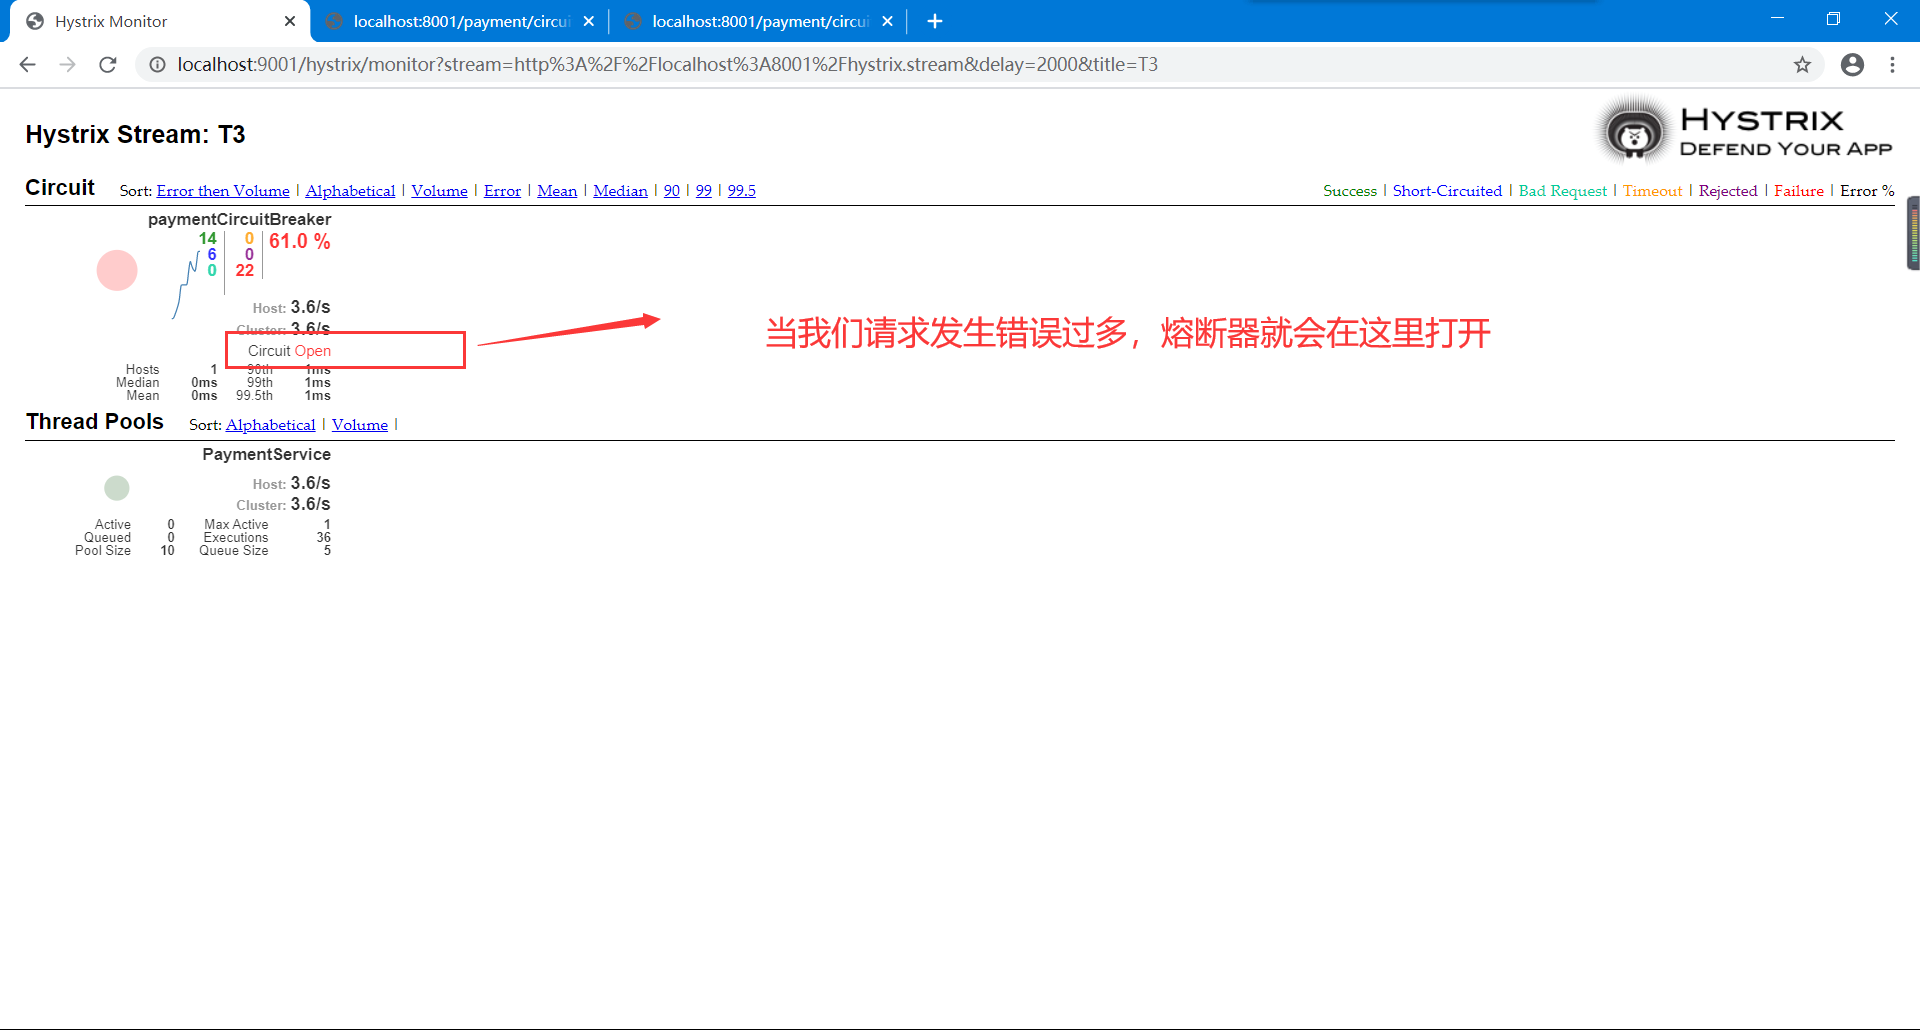 Hystrix Monitor
localhost:8001/payment/circui
localhost:8001/payment/circui
localhost:9001/hystrix/monitor?stream=http%3A%2F%2Flocalhost%3A8001%2Fhystrix.stream&delay=2000&title=T3
Hystrix Stream: T3
HYSTRIX
DEFEND YOUR APP
Circuit Sort: Error then Volume | Alphabetical | Volume | Error | Mean | Median | 90 | 99 | 99.5
Success | Short-Circuited | Bad Request | Timeout | Rejected | Failure | Error %
paymentCircuitBreaker
14 0 61.0 %
6 0
0 22
Host: 3.6/s
Cluster: 3.6/s
Circuit Open
当我们请求发生错误过多，熔断器就会在这里打开
Hosts 1 90th 1ms
Median 0ms 99th 1ms
Mean 0ms 99.5th 1ms
Thread Pools Sort: Alphabetical | Volume |
PaymentService
Host: 3.6/s
Cluster: 3.6/s
Active 0 Max Active 1
Queued 0 Executions 36
Pool Size 10 Queue Size 5